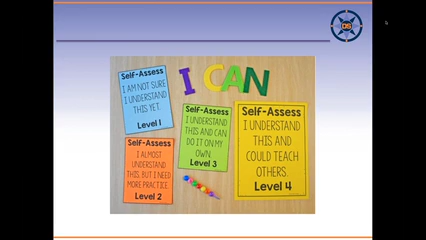 I CAN
Self-Assess
I AM NOT SURE
I UNDERSTAND
THIS YET.
Level 1
Self-Assess
I ALMOST
UNDERSTAND
THIS, BUT I NEED
MORE PRACTICE.
Level 2
Self-Assess
I UNDERSTAND
THIS AND CAN
DO IT ON MY
OWN.
Level 3
Self-Assess
I UNDERSTAND
THIS AND
COULD TEACH
OTHERS.
Level 4